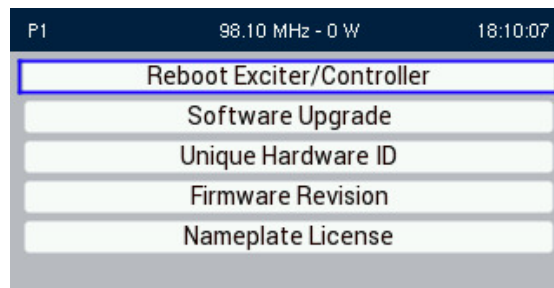 P1 98.10 MHz - 0 W 18:10:07
Reboot Exciter/Controller
Software Upgrade
Unique Hardware ID
Firmware Revision
Nameplate License